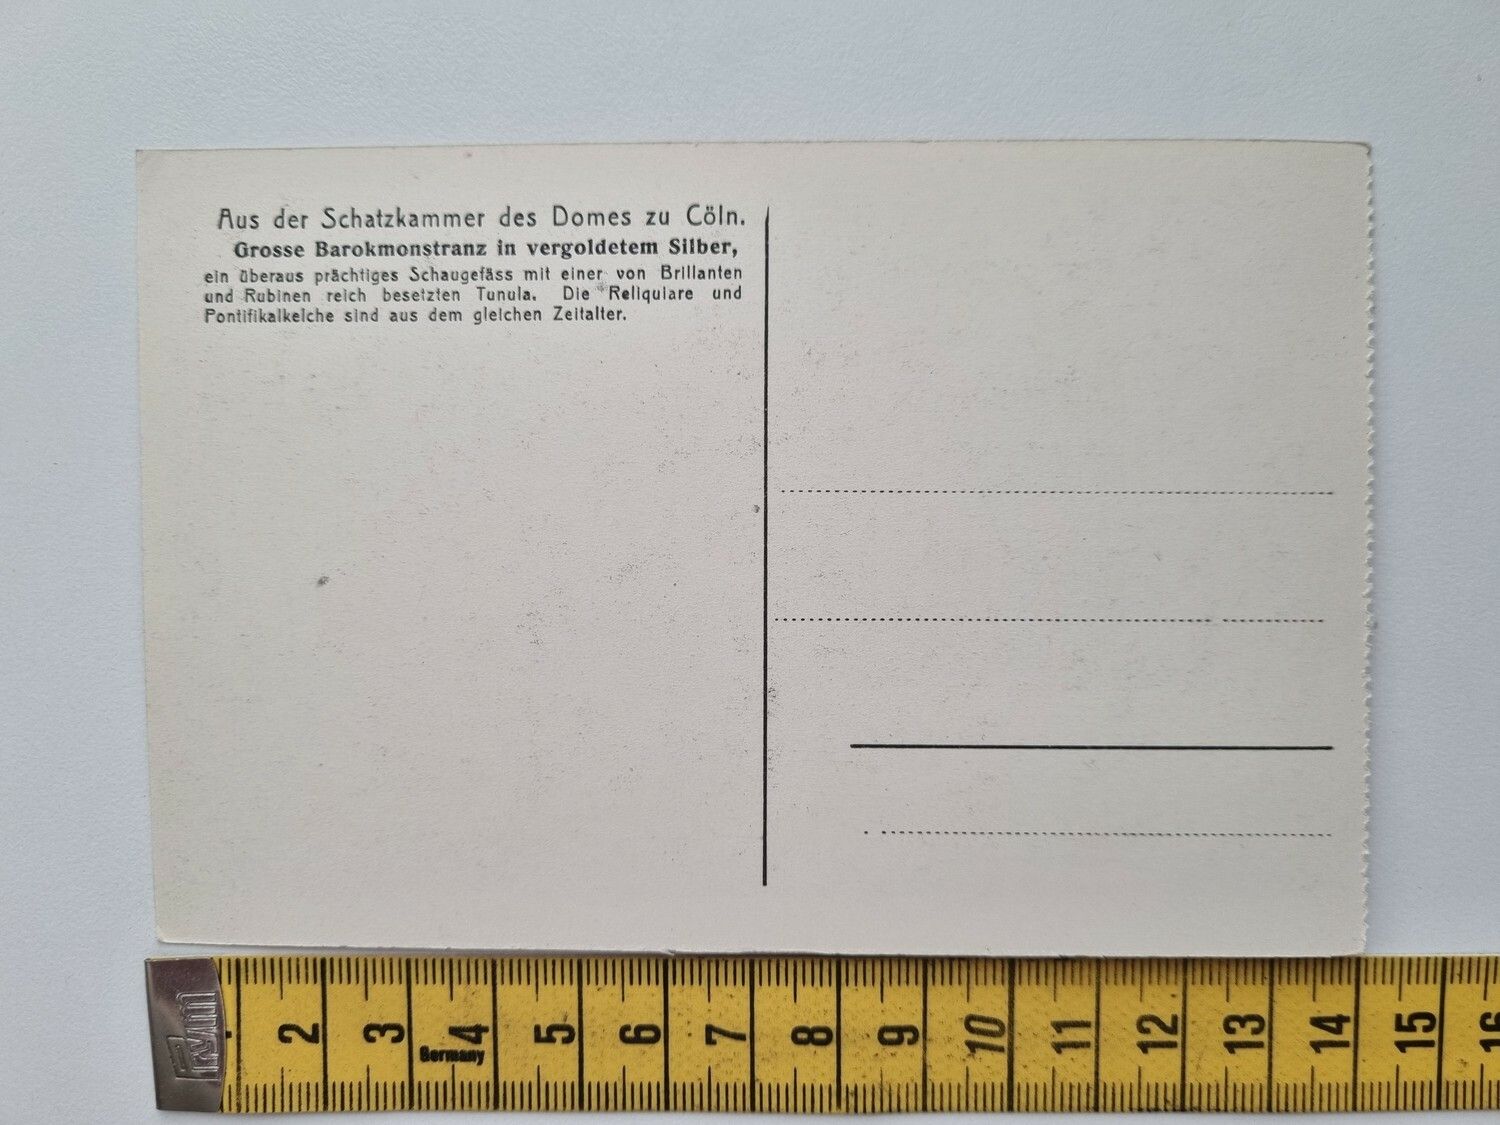 Aus der Schatzkammer des Domes zu Cöln.
Grosse Barokmonstranz in vergoldetem Silber,
ein überaus prächtiges Schaugefäss mit einer von Brillanten
und Rubinen reich besetzten Tunula. Die Reliquiare und
Pontifikalkelche sind aus dem gleichen Zeitalter.
Prym
2 3 4 5 6 7 8 9 10 11 12 13 14 15 16
Germany